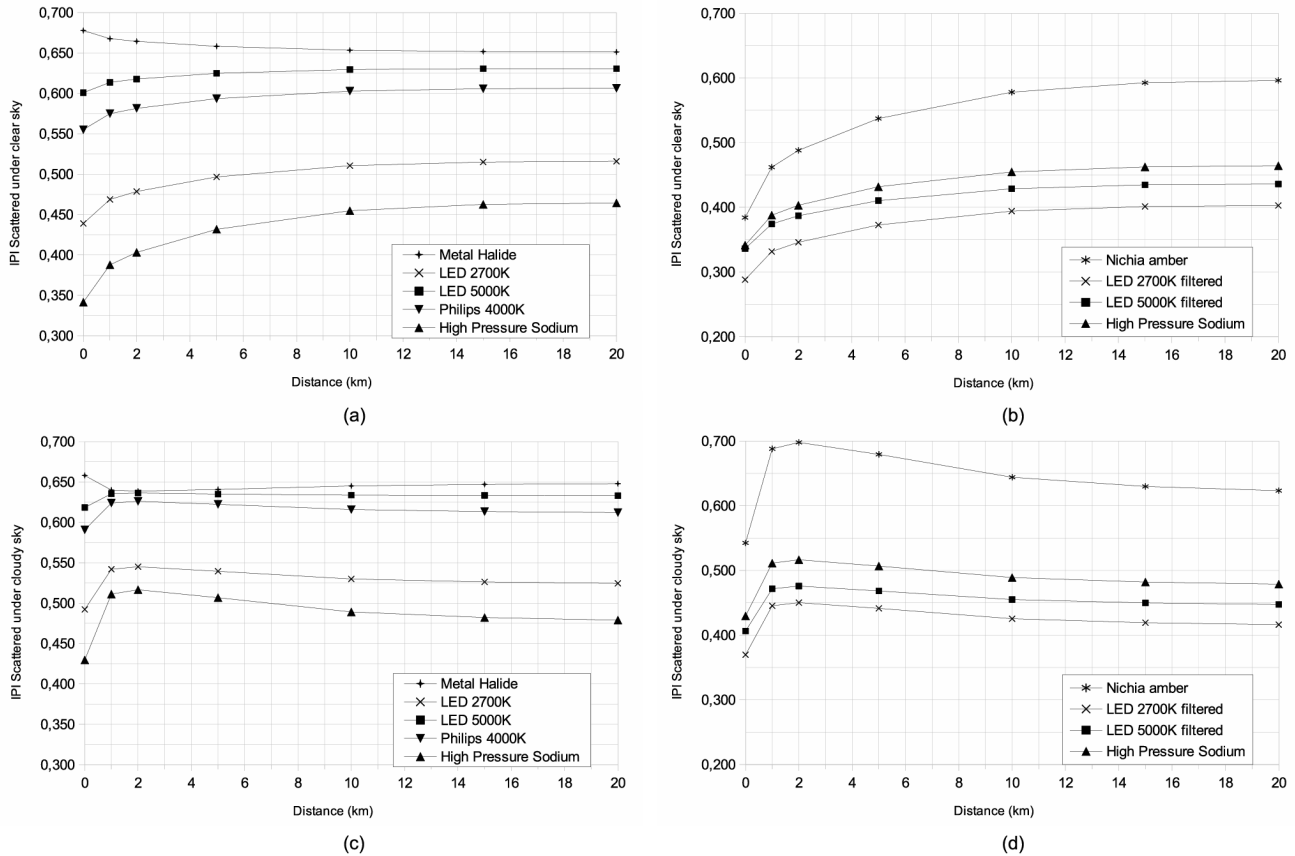 IPI Scattered under clear sky
0,700
0,650
0,600
0,550
0,500
0,450
0,400
0,350
0,300
Metal Halide
LED 2700K
LED 5000K
Philips 4000K
High Pressure Sodium
0 2 4 6 8 10 12 14 16 18 20
Distance (km)
(a)
IPI Scattered under clear sky
0,700
0,600
0,500
0,400
0,300
0,200
Nichia amber
LED 2700K filtered
LED 5000K filtered
High Pressure Sodium
0 2 4 6 8 10 12 14 16 18 20
Distance (km)
(b)
IPI Scattered under cloudy sky
0,700
0,650
0,600
0,550
0,500
0,450
0,400
0,350
0,300
Metal Halide
LED 2700K
LED 5000K
Philips 4000K
High Pressure Sodium
0 2 4 6 8 10 12 14 16 18 20
Distance (km)
(c)
IPI Scattered under cloudy sky
0,700
0,600
0,500
0,400
0,300
0,200
Nichia amber
LED 2700K filtered
LED 5000K filtered
High Pressure Sodium
0 2 4 6 8 10 12 14 16 18 20
Distance (km)
(d)